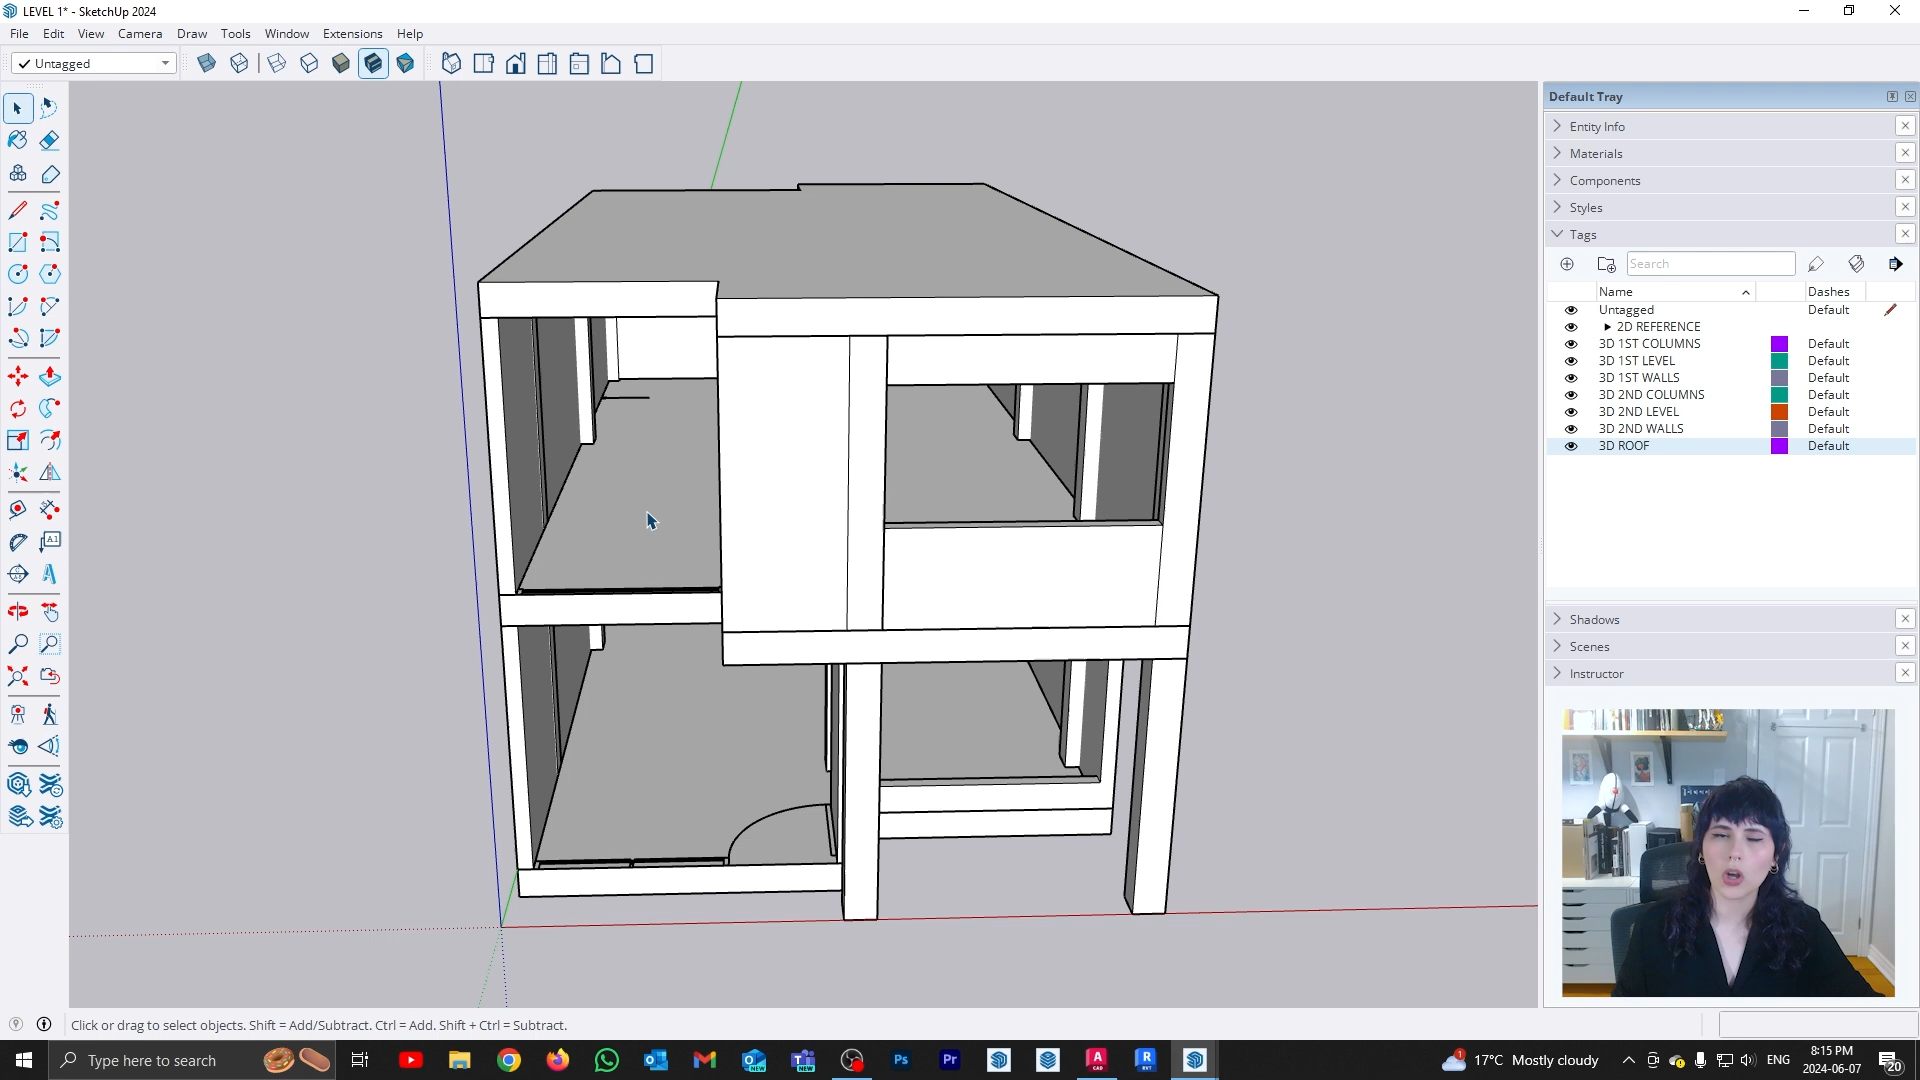 LEVEL 1* - SketchUp 2024
File Edit View Camera Draw Tools Window Extensions Help
Untagged
Default Tray
Entity Info
Materials
Components
Styles
Tags
Search
Name Dashes
Untagged Default
2D REFERENCE
3D 1ST COLUMNS Default
3D 1ST LEVEL Default
3D 1ST WALLS Default
3D 2ND COLUMNS Default
3D 2ND LEVEL Default
3D 2ND WALLS Default
3D ROOF Default
Shadows
Scenes
Instructor
Click or drag to select objects. Shift = Add/Subtract. Ctrl = Add. Shift + Ctrl = Subtract.
Type here to search
17°C Mostly cloudy
ENG
8:15 PM
2024-06-07
20